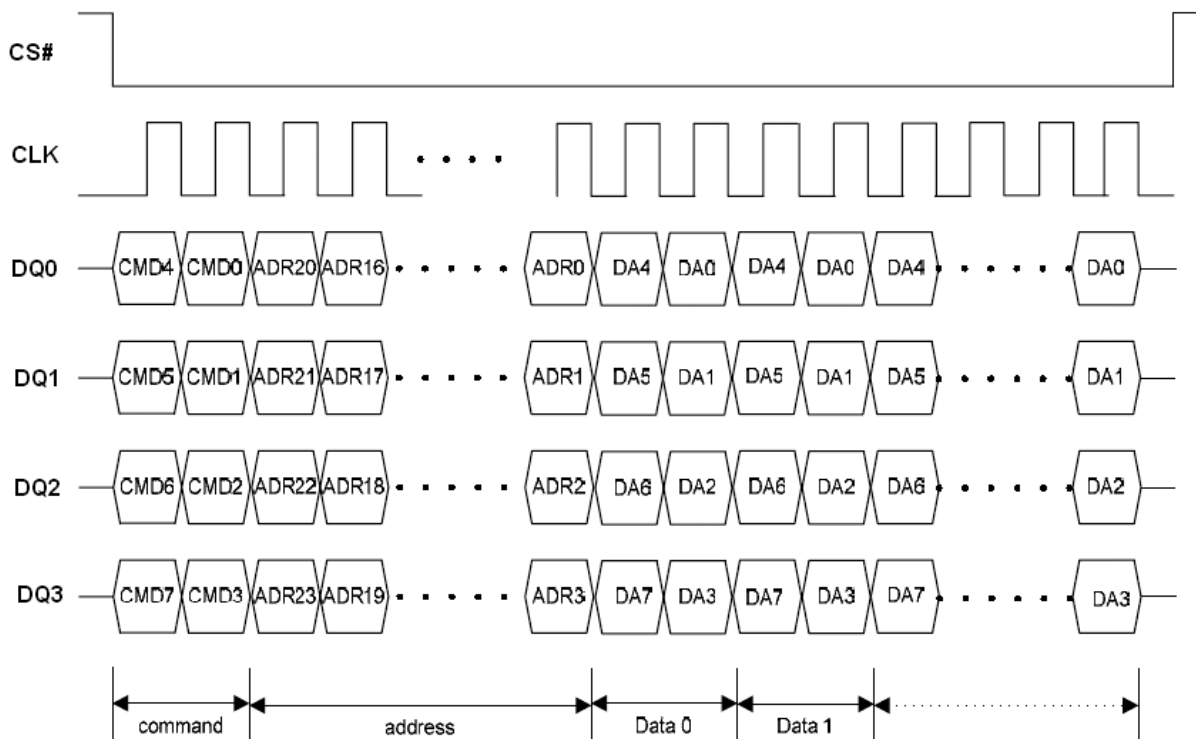 CS#
CLK
DQ0 CMD4 CMD0 ADR20 ADR16 ADR0 DA4 DA0 DA4 DA0 DA4 DA0
DQ1 CMD5 CMD1 ADR21 ADR17 ADR1 DA5 DA1 DA5 DA1 DA5 DA1
DQ2 CMD6 CMD2 ADR22 ADR18 ADR2 DA6 DA2 DA6 DA2 DA6 DA2
DQ3 CMD7 CMD3 ADR23 ADR19 ADR3 DA7 DA3 DA7 DA3 DA7 DA3
command address Data 0 Data 1